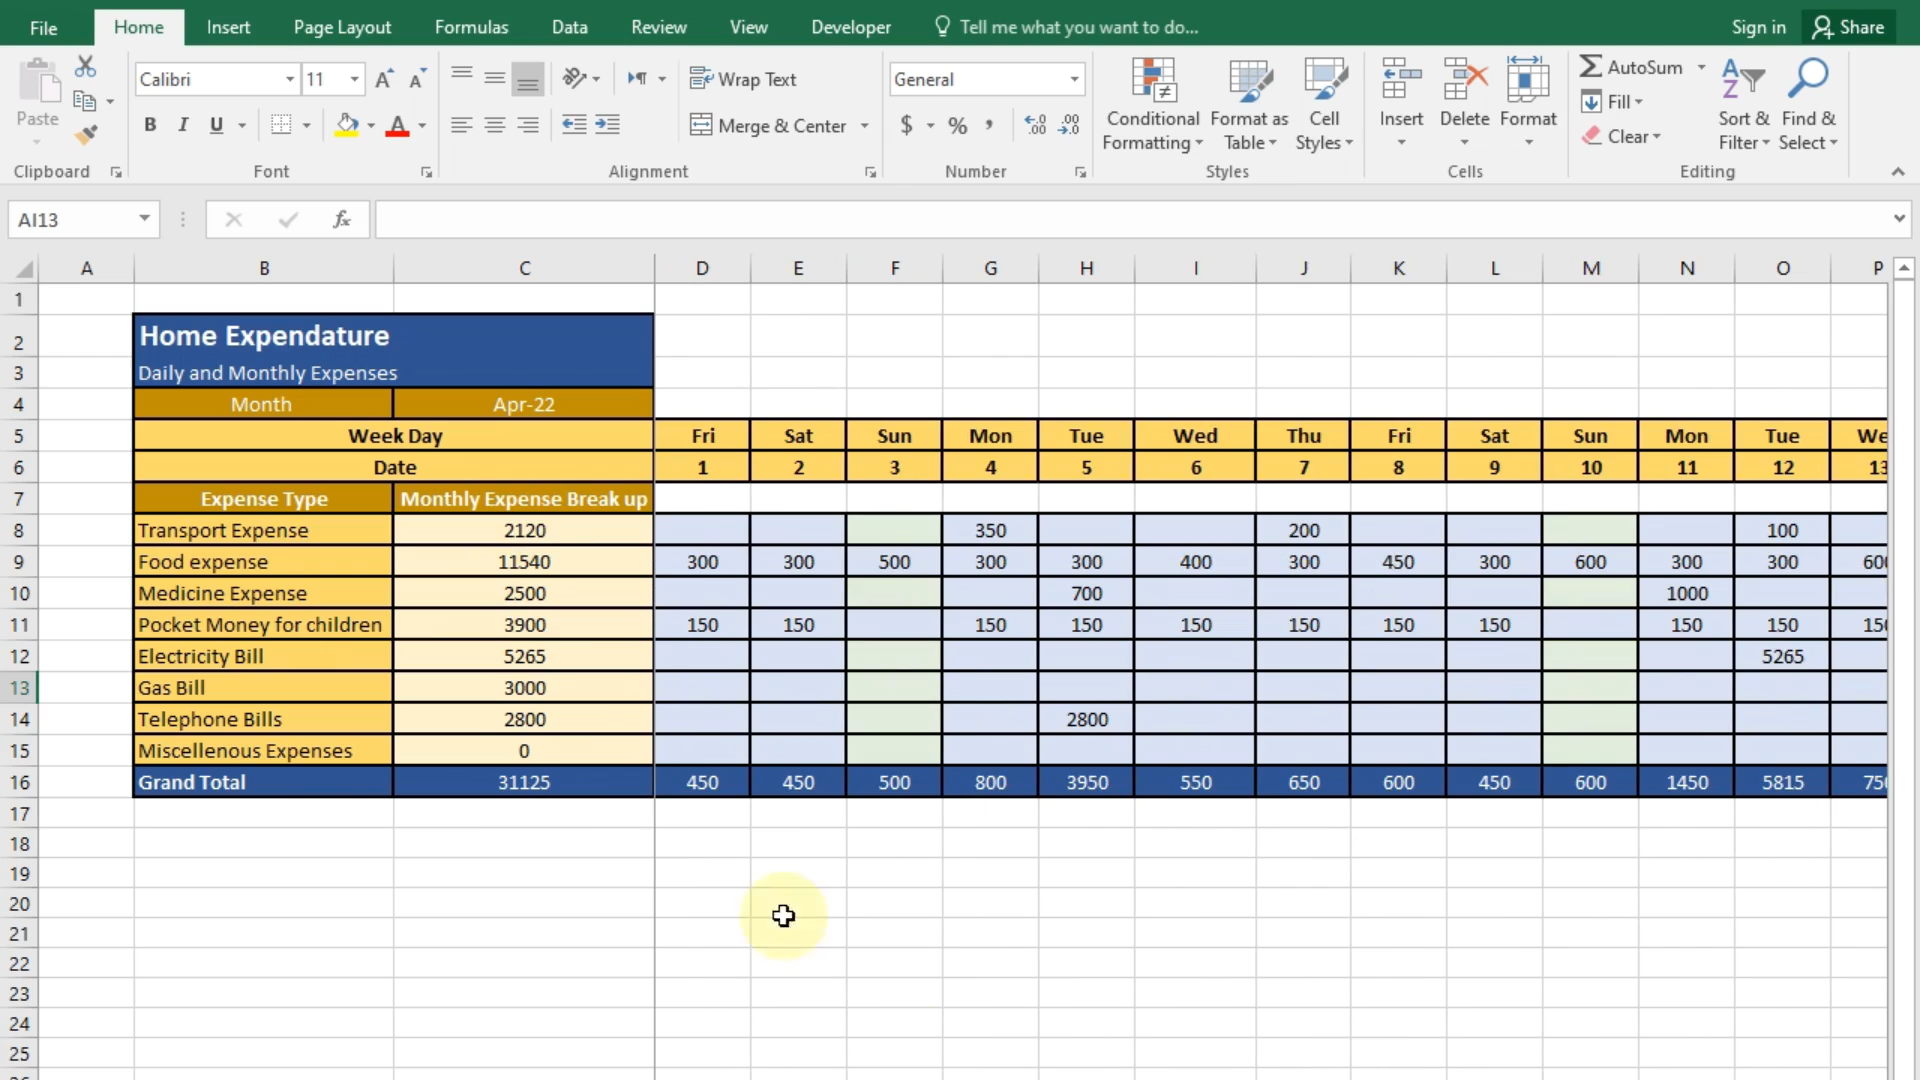 File Home Insert Page Layout Formulas Data Review View Developer Tell me what you want to do... Sign in Share
Calibri 11 A A Wrap Text General AutoSum
Paste B I U A Merge & Center $ % , Conditional Formatting Format as Table Cell Styles Insert Delete Format Fill Clear Sort & Filter Find & Select
Clipboard Font Alignment Number Styles Cells Editing
AI13 fx
A B C D E F G H I J K L M N O P
1
2 Home Expendature
3 Daily and Monthly Expenses
4 Month Apr-22
5 Week Day Fri Sat Sun Mon Tue Wed Thu Fri Sat Sun Mon Tue We
6 Date 1 2 3 4 5 6 7 8 9 10 11 12 13
7 Expense Type Monthly Expense Break up
8 Transport Expense 2120 350 200 100
9 Food expense 11540 300 300 500 300 300 400 300 450 300 600 300 300 600
10 Medicine Expense 2500 700 1000
11 Pocket Money for children 3900 150 150 150 150 150 150 150 150 150 150 150
12 Electricity Bill 5265 5265
13 Gas Bill 3000
14 Telephone Bills 2800 2800
15 Miscellenous Expenses 0
16 Grand Total 31125 450 450 500 800 3950 550 650 600 450 600 1450 5815 750
17
18
19
20
21
22
23
24
25